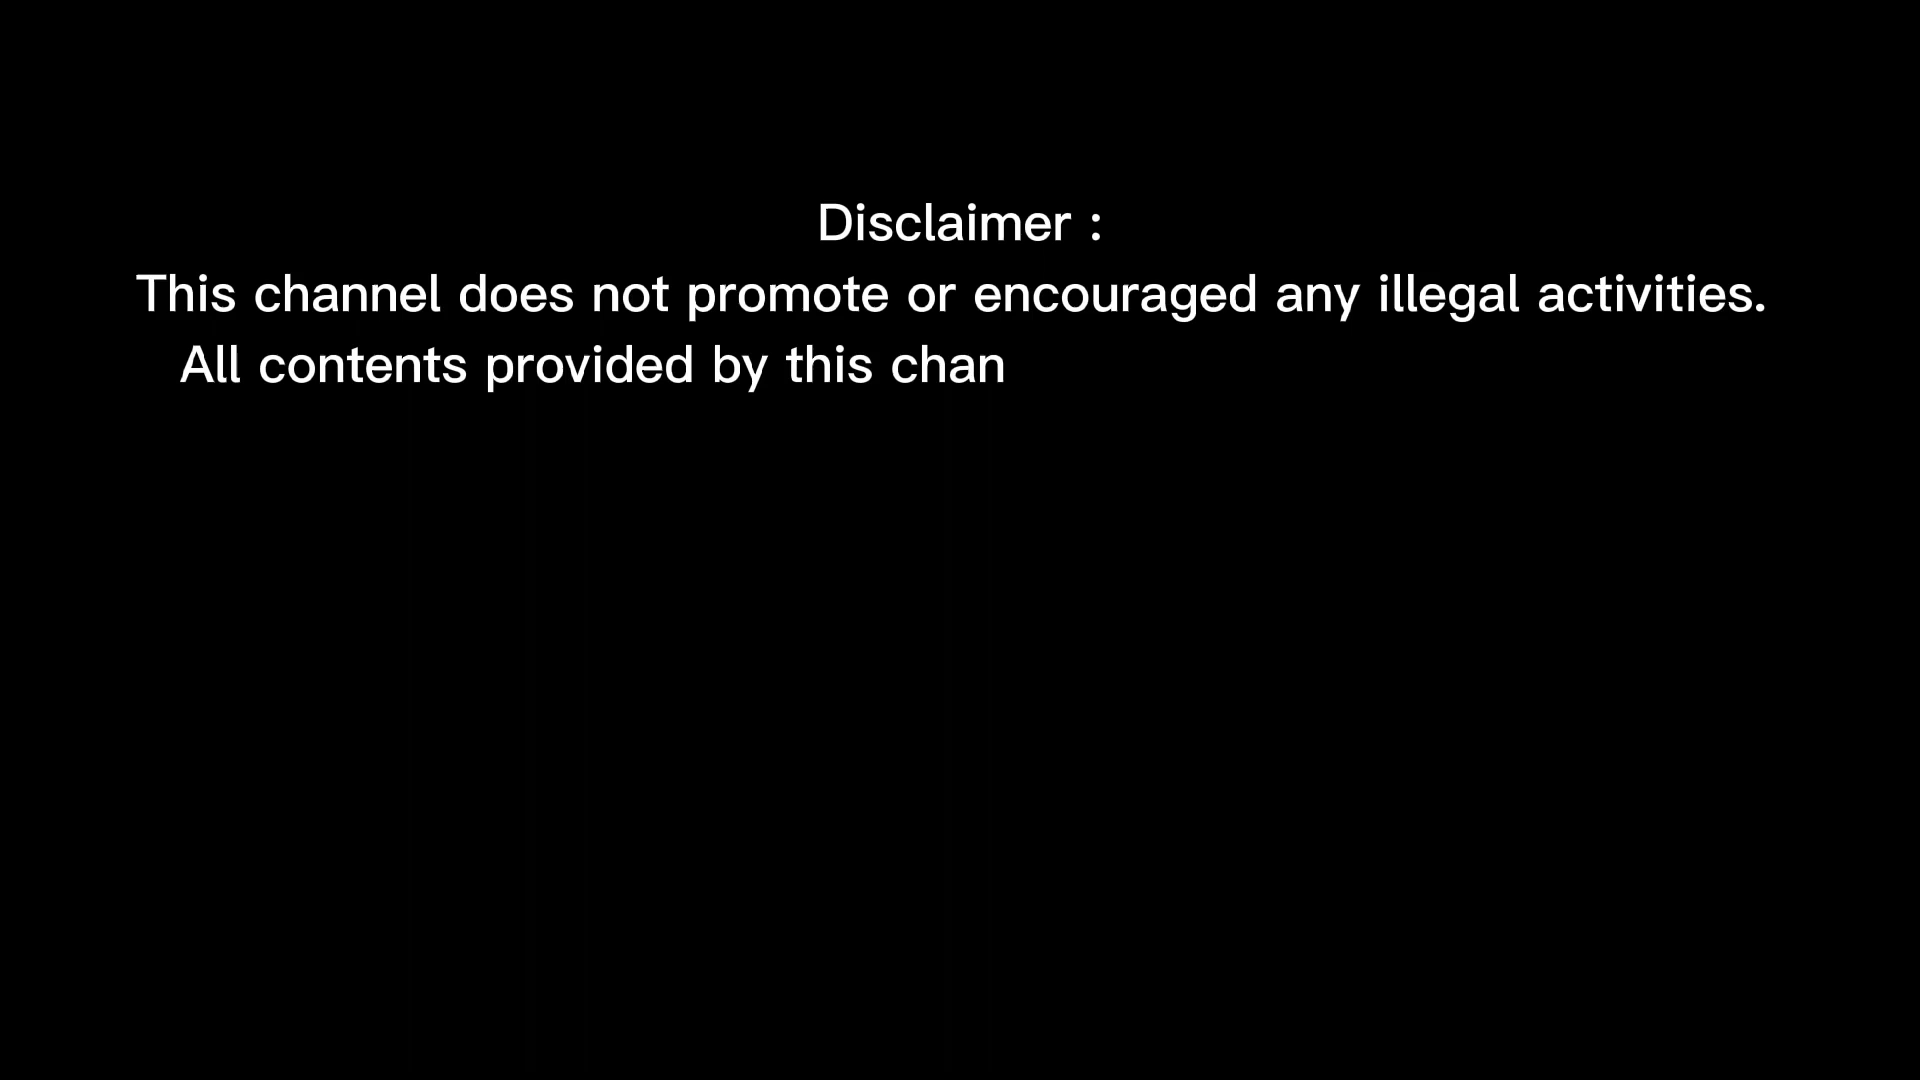 Disclaimer :
This channel does not promote or encouraged any illegal activities.
All contents provided by this chan